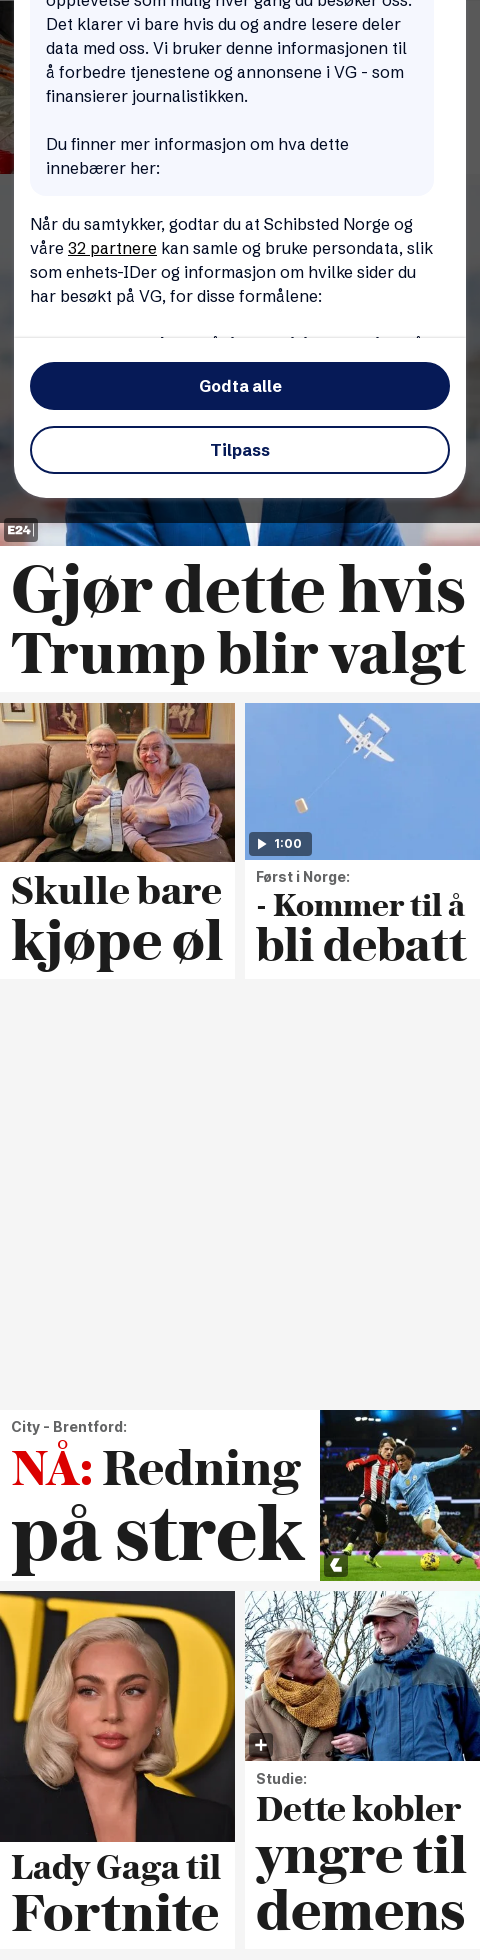 opplevelse som mulig hver gang du besøker oss.
Det klarer vi bare hvis du og andre lesere deler
data med oss. Vi bruker denne informasjonen til
å forbedre tjenestene og annonsene i VG - som
finansierer journalistikken.
Du finner mer informasjon om hva dette
innebærer her:
Når du samtykker, godtar du at Schibsted Norge og
våre 32 partnere kan samle og bruke persondata, slik
som enhets-IDer og informasjon om hvilke sider du
har besøkt på VG, for disse formålene:
Godta alle
Tilpass
E24
Gjør dette hvis
Trump blir valgt
Skulle bare
kjøpe øl
1:00
Først i Norge:
- Kommer til å
bli debatt
City - Brentford:
NÅ: Redning
på strek
Lady Gaga til
Fortnite
Studie:
Dette kobler
yngre til
demens